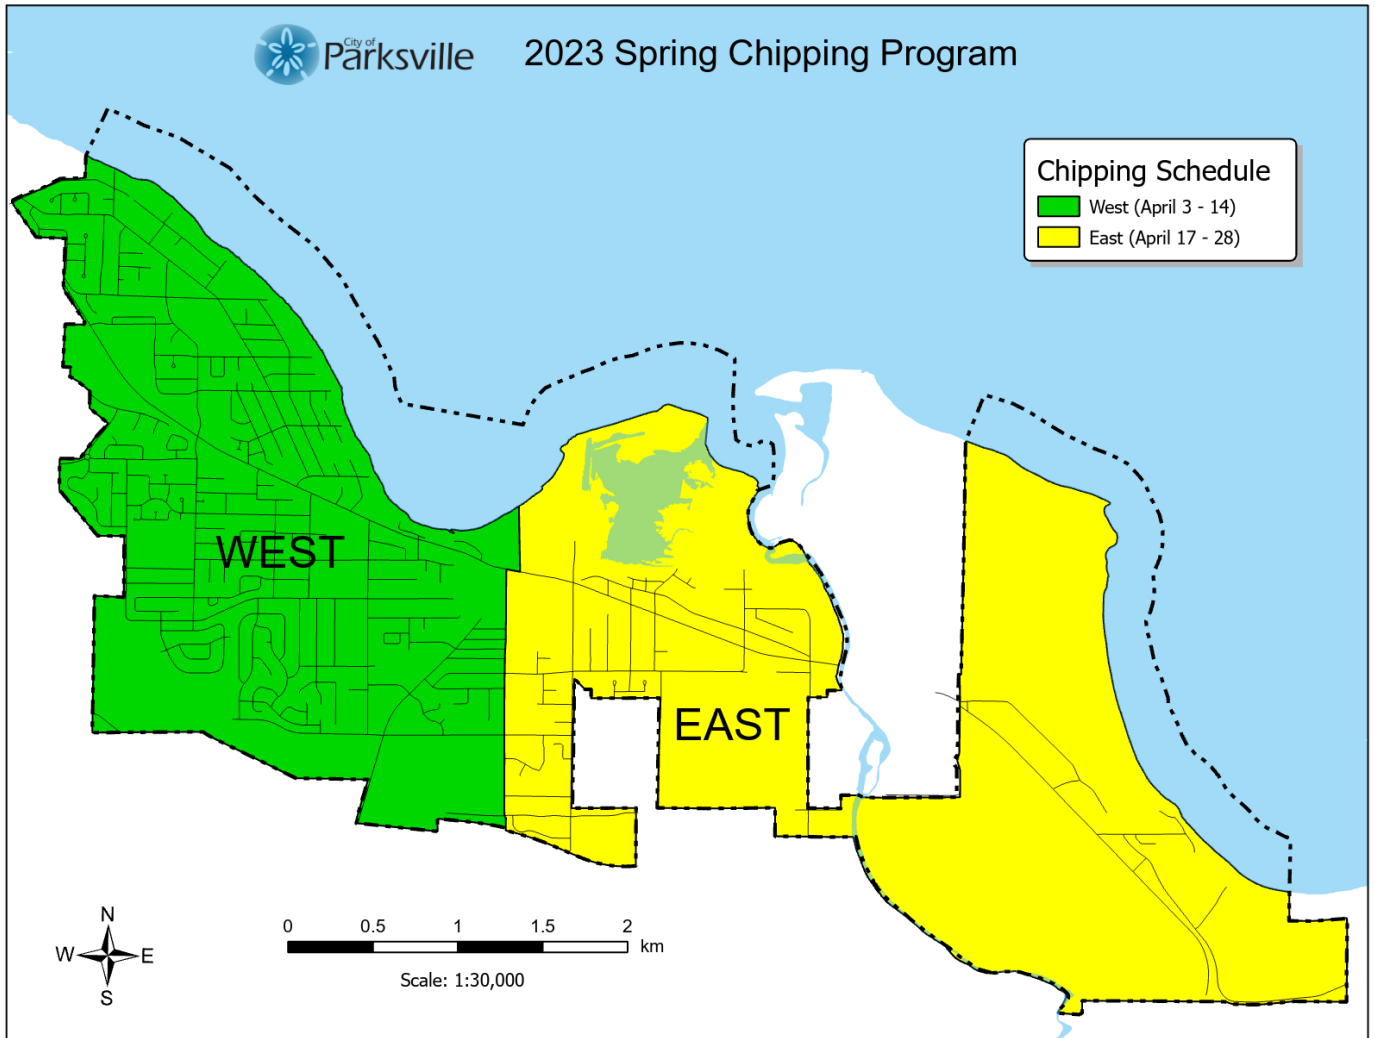 City of
Parksville
2023 Spring Chipping Program
Chipping Schedule
West (April 3 - 14)
East (April 17 - 28)
WEST
EAST
N
W E
S
0 0.5 1 1.5 2
km
Scale: 1:30,000